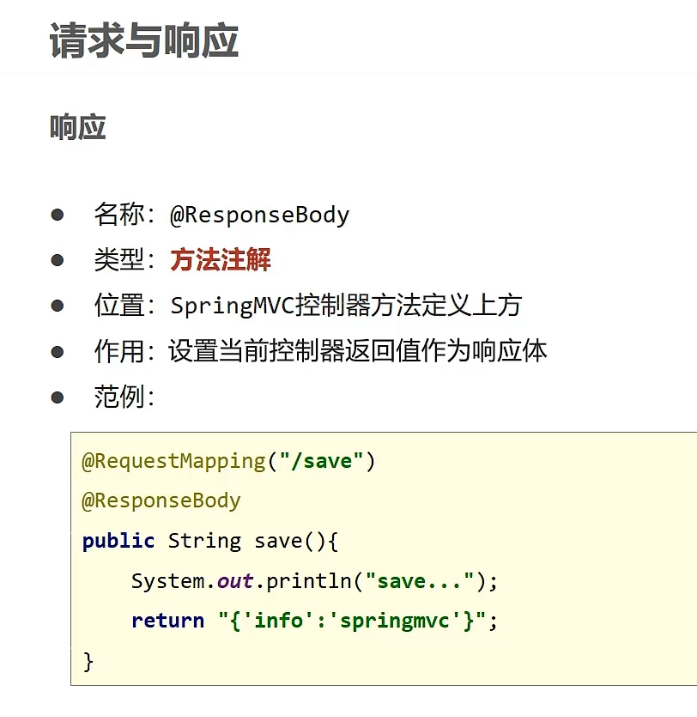 请求与响应
响应
● 名称：@ResponseBody
● 类型：方法注解
● 位置：SpringMVC控制器方法定义上方
● 作用：设置当前控制器返回值作为响应体
● 范例：
@RequestMapping("/save")
@ResponseBody
public String save(){
    System.out.println("save...");
    return "{'info':'springmvc'}";
}